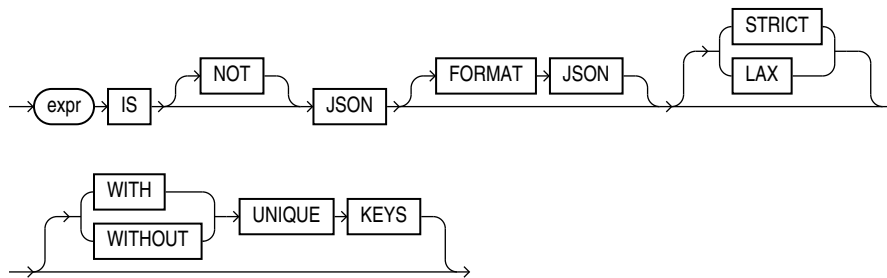 STRICT
NOT FORMAT JSON LAX
expr IS JSON
WITH
UNIQUE KEYS
WITHOUT